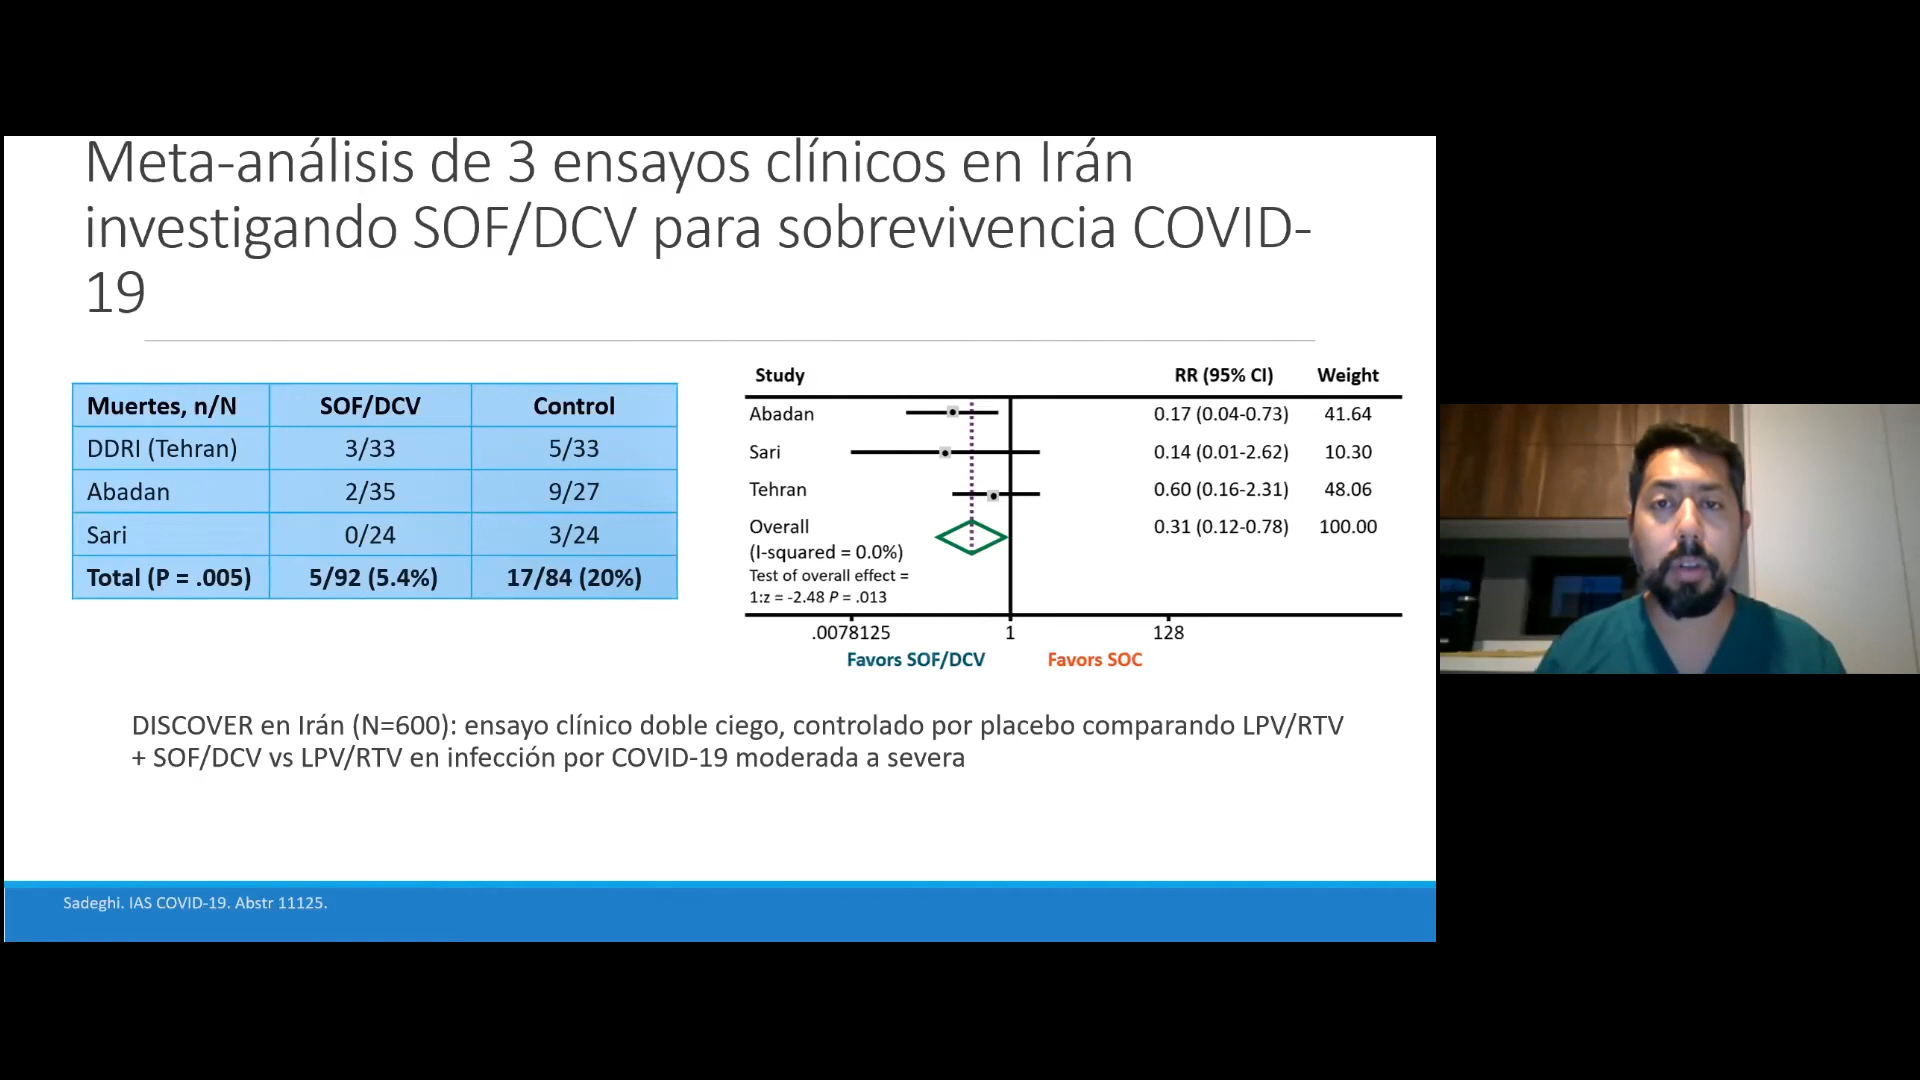 Meta-análisis de 3 ensayos clínicos en Irán
investigando SOF/DCV para sobrevivencia COVID-
19
Muertes, n/N SOF/DCV Control
DDRI (Tehran) 3/33 5/33
Abadan 2/35 9/27
Sari 0/24 3/24
Total (P = .005) 5/92 (5.4%) 17/84 (20%)
Study RR (95% CI) Weight
Abadan 0.17 (0.04-0.73) 41.64
Sari 0.14 (0.01-2.62) 10.30
Tehran 0.60 (0.16-2.31) 48.06
Overall 0.31 (0.12-0.78) 100.00
(I-squared = 0.0%)
Test of overall effect =
1:z = -2.48 P = .013
.0078125 1 128
Favors SOF/DCV Favors SOC
DISCOVER en Irán (N=600): ensayo clínico doble ciego, controlado por placebo comparando LPV/RTV
+ SOF/DCV vs LPV/RTV en infección por COVID-19 moderada a severa
Sadeghi. IAS COVID-19. Abstr 11125.